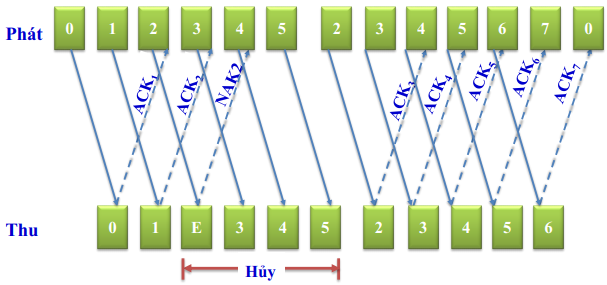 Phát 0 1 2 3 4 5 2 3 4 5 6 7 0
ACK1 ACK2 NAK2 ACK3 ACK4 ACK5 ACK6 ACK7
Thu 0 1 E 3 4 5 2 3 4 5 6
Hủy